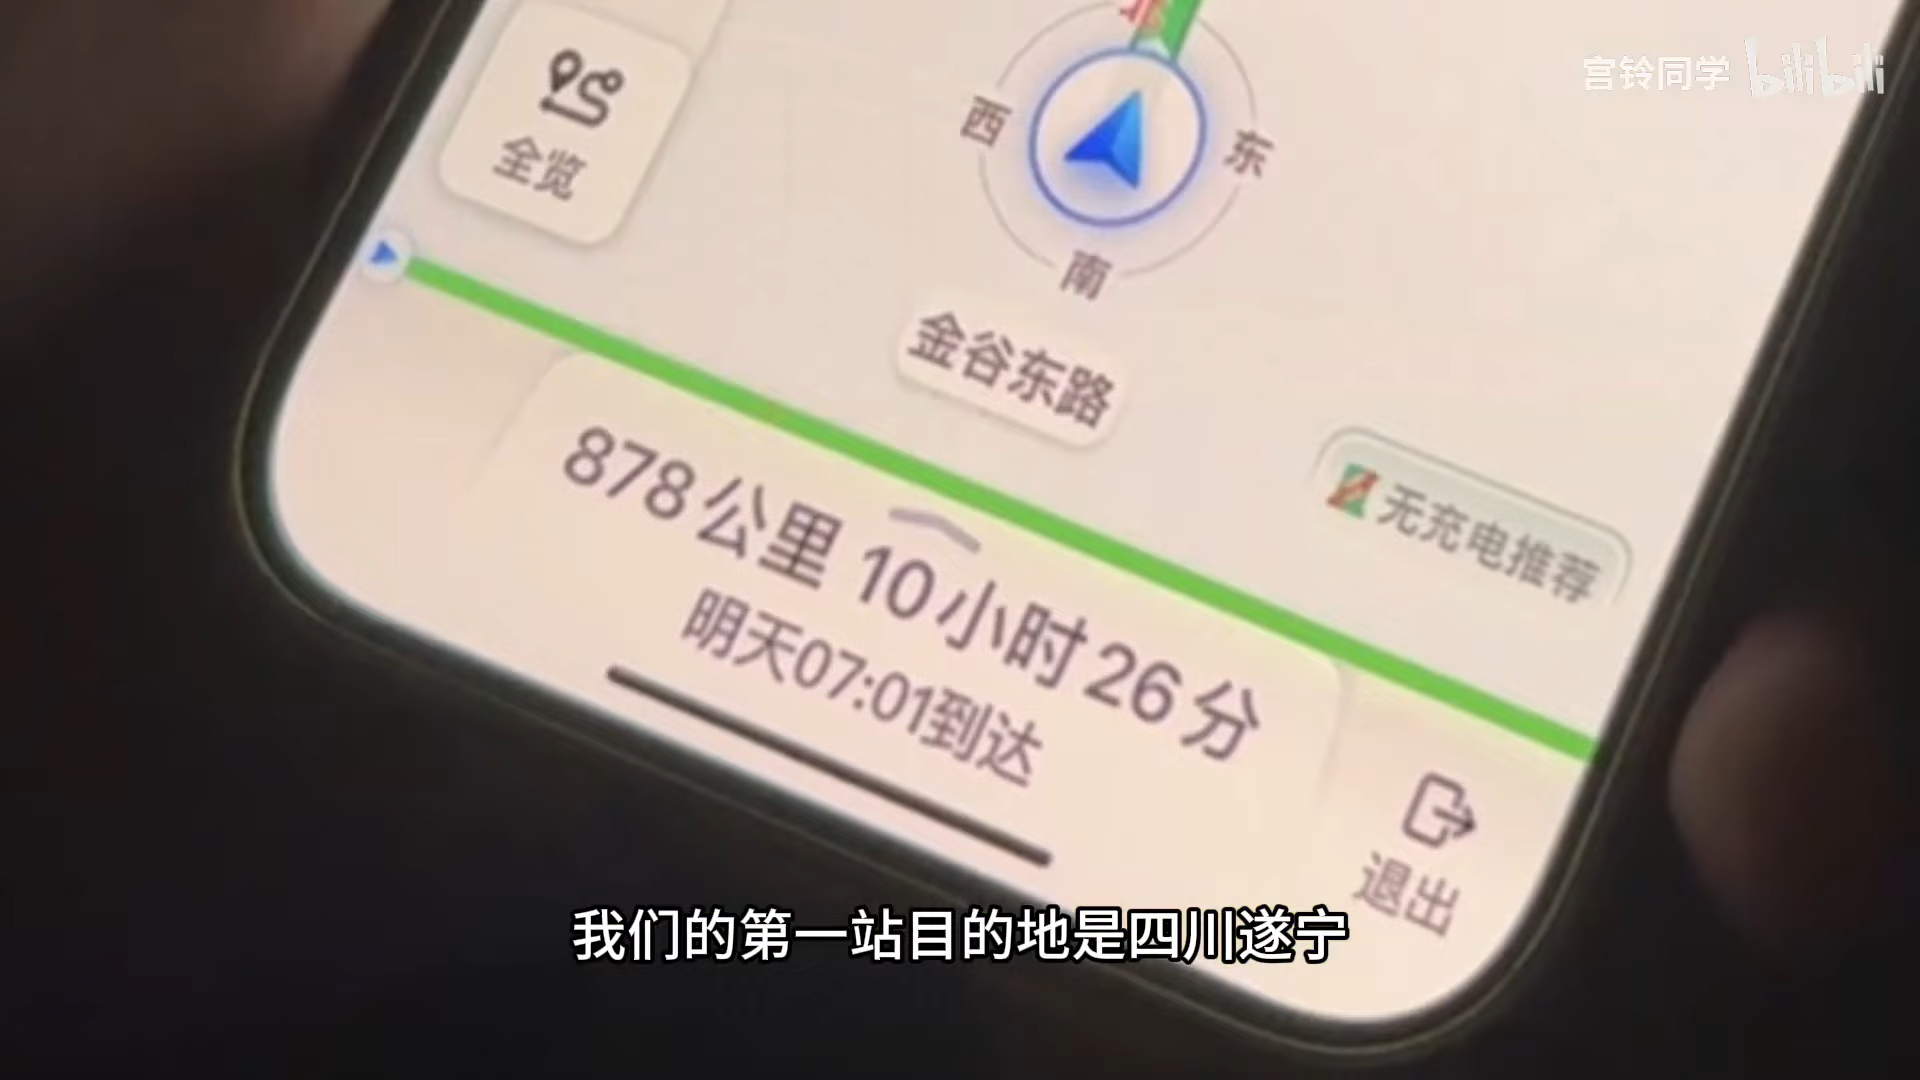 宫铃同学 bilibili
北
西
东
南
全览
金谷东路
无充电推荐
878公里 10小时26分
明天07:01到达
退出
我们的第一站目的地是四川遂宁